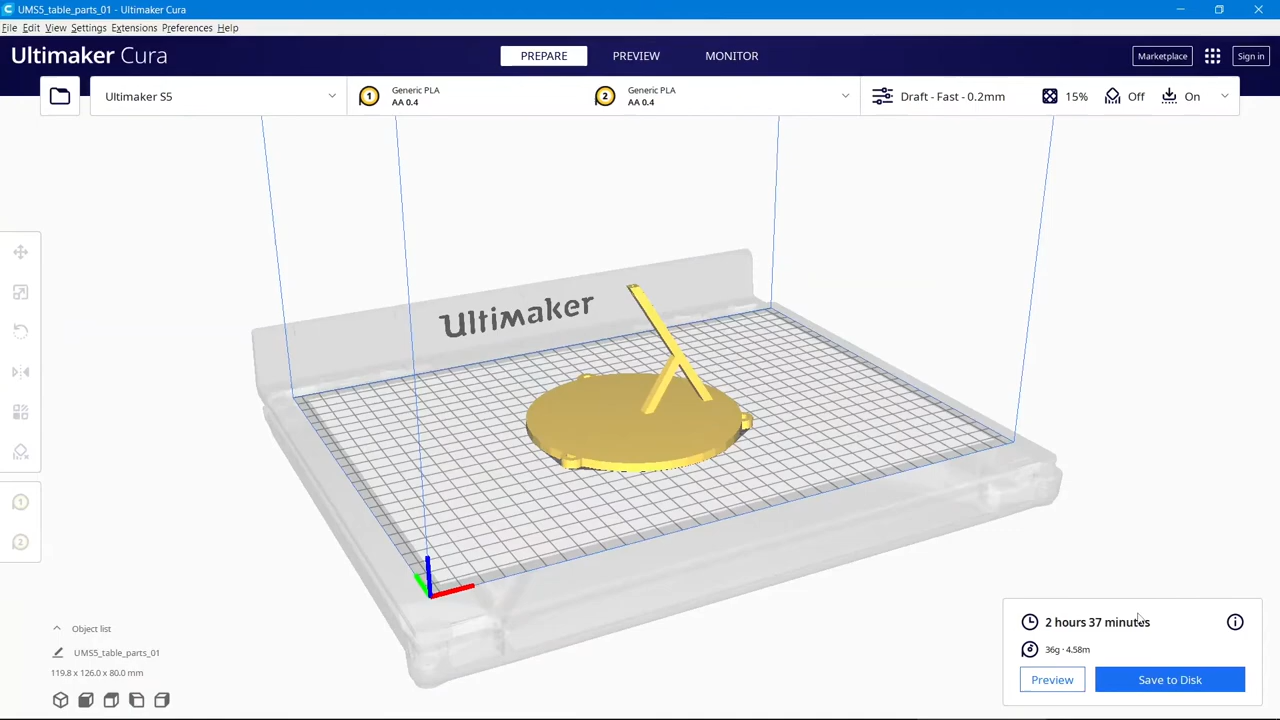 UMS5_table_parts_01 - Ultimaker Cura
File Edit View Settings Extensions Preferences Help
Ultimaker Cura
PREPARE
PREVIEW
MONITOR
Marketplace
Sign in
Ultimaker S5
1
Generic PLA
AA 0.4
2
Generic PLA
AA 0.4
Draft - Fast - 0.2mm
15%
Off
On
Ultimaker
1
2
Object list
UMS5_table_parts_01
119.8 x 126.0 x 80.0 mm
2 hours 37 minutes
36g · 4.58m
Preview
Save to Disk